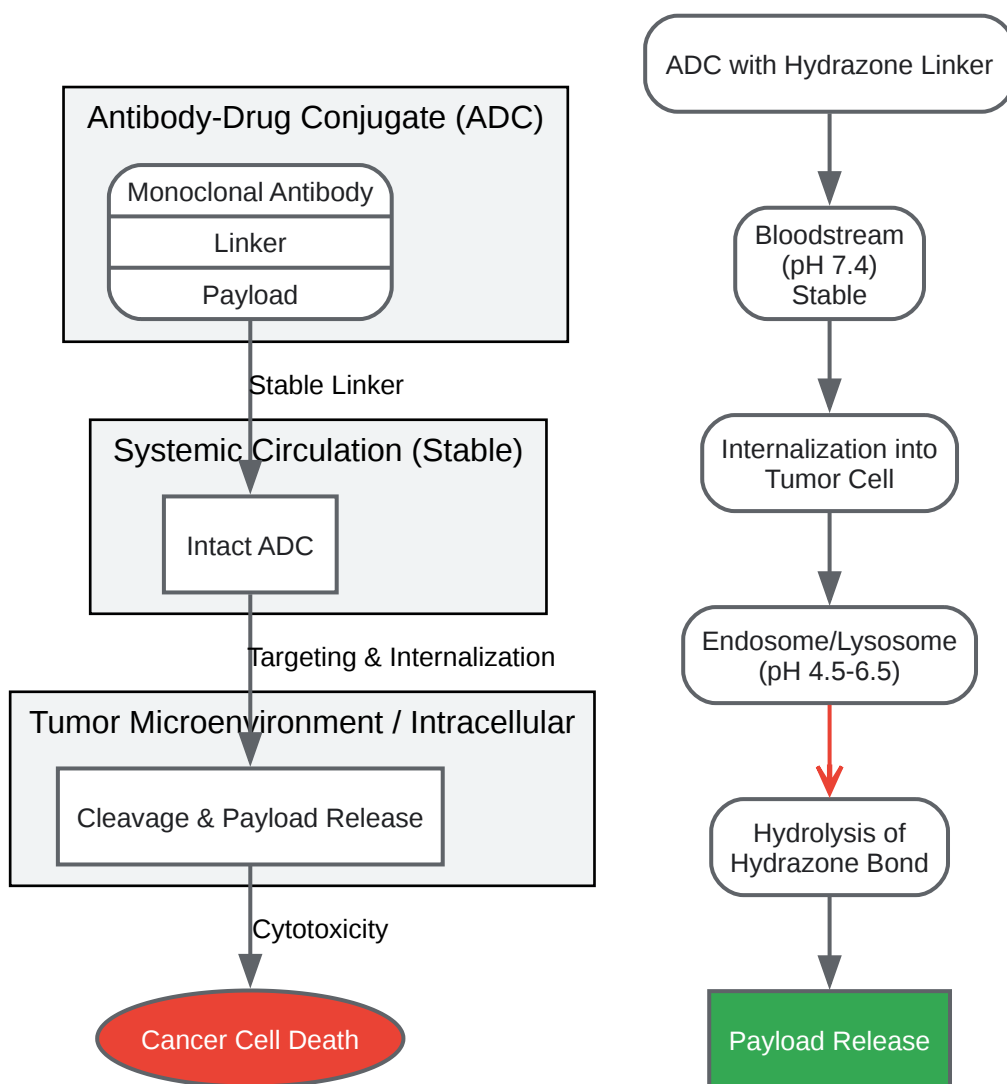 Antibody-Drug Conjugate (ADC)
Monoclonal Antibody
Linker
Payload
Stable Linker
Systemic Circulation (Stable)
Intact ADC
Targeting & Internalization
Tumor Microenvironment / Intracellular
Cleavage & Payload Release
Cytotoxicity
Cancer Cell Death
ADC with Hydrazone Linker
Bloodstream
(pH 7.4)
Stable
Internalization into
Tumor Cell
Endosome/Lysosome
(pH 4.5-6.5)
Hydrolysis of
Hydrazone Bond
Payload Release